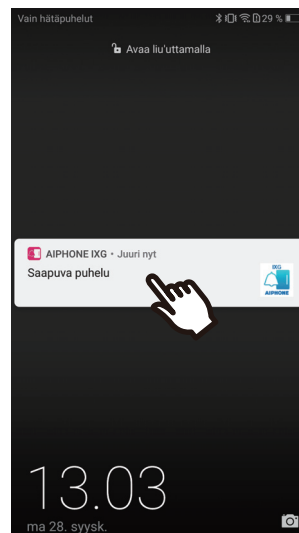 Vain hätäpuhelut 29 %
Avaa liu'uttamalla
AIPHONE IXG • Juuri nyt
Saapuva puhelu
IXG
AIPHONE
13.03
ma 28. syysk.